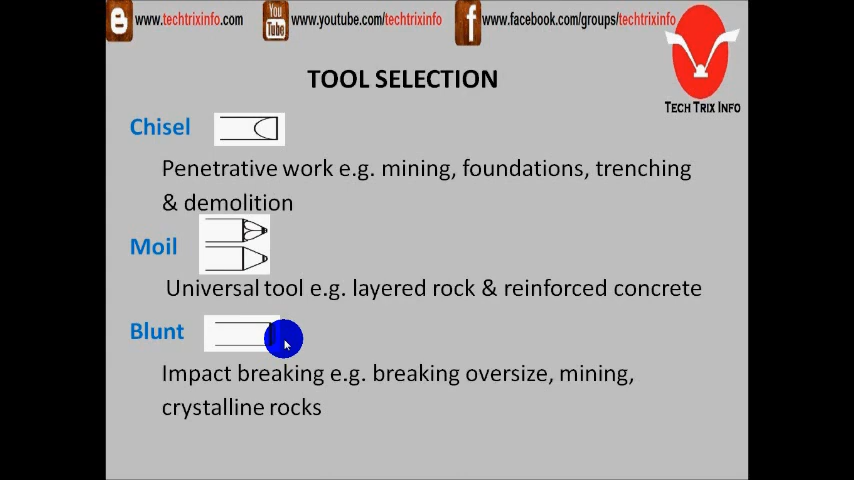 www.techtrixinfo.com www.youtube.com/techtrixinfo www.facebook.com/groups/techtrixinfo
You
Tube
TECH TRIX INFO
TOOL SELECTION
Chisel
Penetrative work e.g. mining, foundations, trenching
& demolition
Moil
Universal tool e.g. layered rock & reinforced concrete
Blunt
Impact breaking e.g. breaking oversize, mining,
crystalline rocks